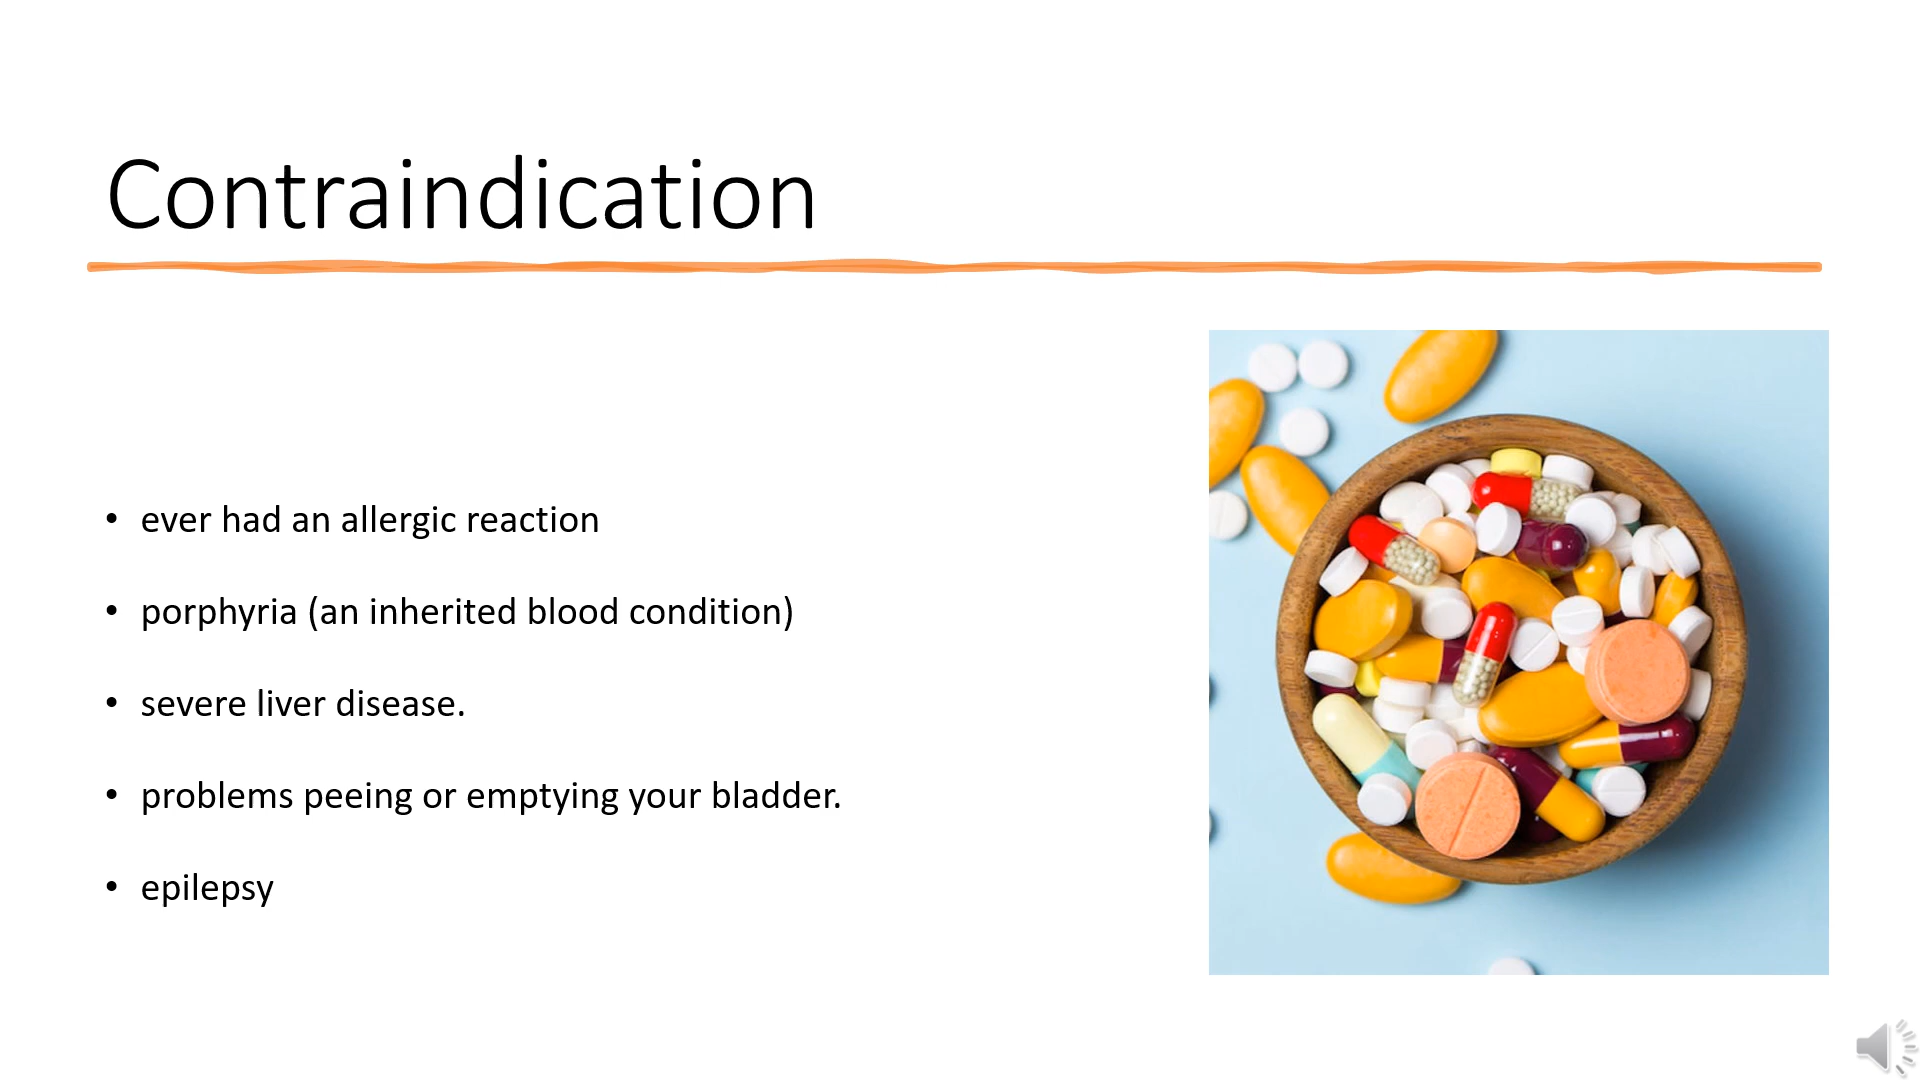 Contraindication
• ever had an allergic reaction
• porphyria (an inherited blood condition)
• severe liver disease.
• problems peeing or emptying your bladder.
• epilepsy